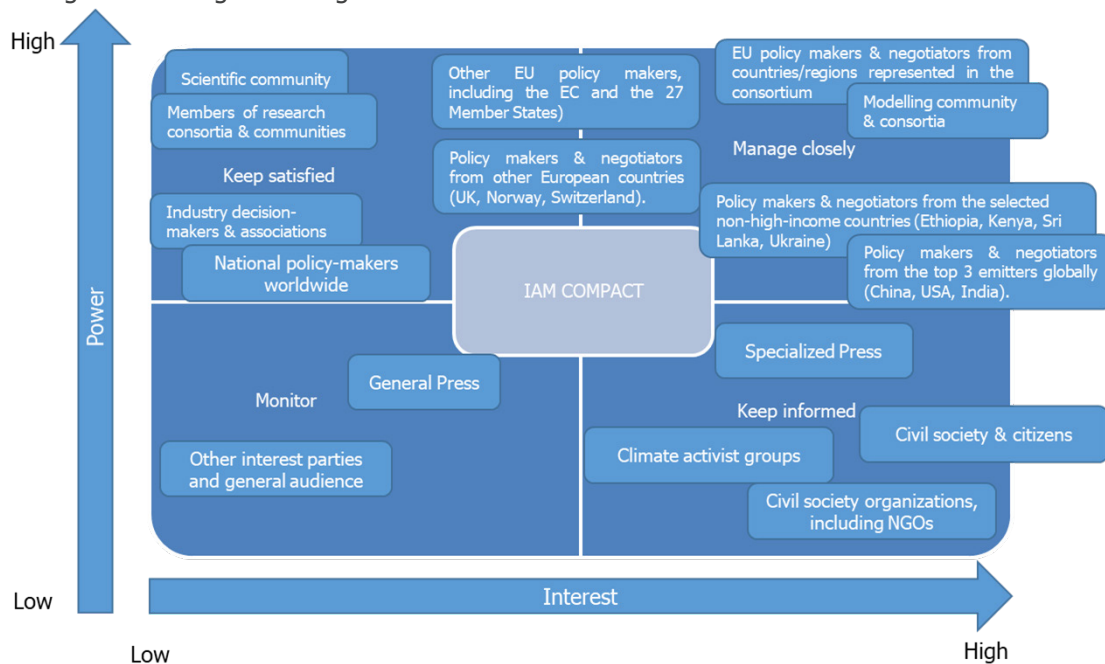 High
Scientific community
Members of research
consortia & communities
Keep satisfied
Industry decision-
makers & associations
National policy-makers
worldwide
Other EU policy makers,
including the EC and the 27
Member States)
Policy makers & negotiators
from other European countries
(UK, Norway, Switzerland).
EU policy makers & negotiators from
countries/regions represented in the
consortium
Modelling community
& consortia
Manage closely
Policy makers & negotiators from the selected
non-high-income countries (Ethiopia, Kenya, Sri
Lanka, Ukraine)
Policy makers & negotiators
from the top 3 emitters globally
(China, USA, India).
IAM COMPACT
Power
Monitor
General Press
Other interest parties
and general audience
Specialized Press
Keep informed
Civil society & citizens
Climate activist groups
Civil society organizations,
including NGOs
Low
Interest
Low
High